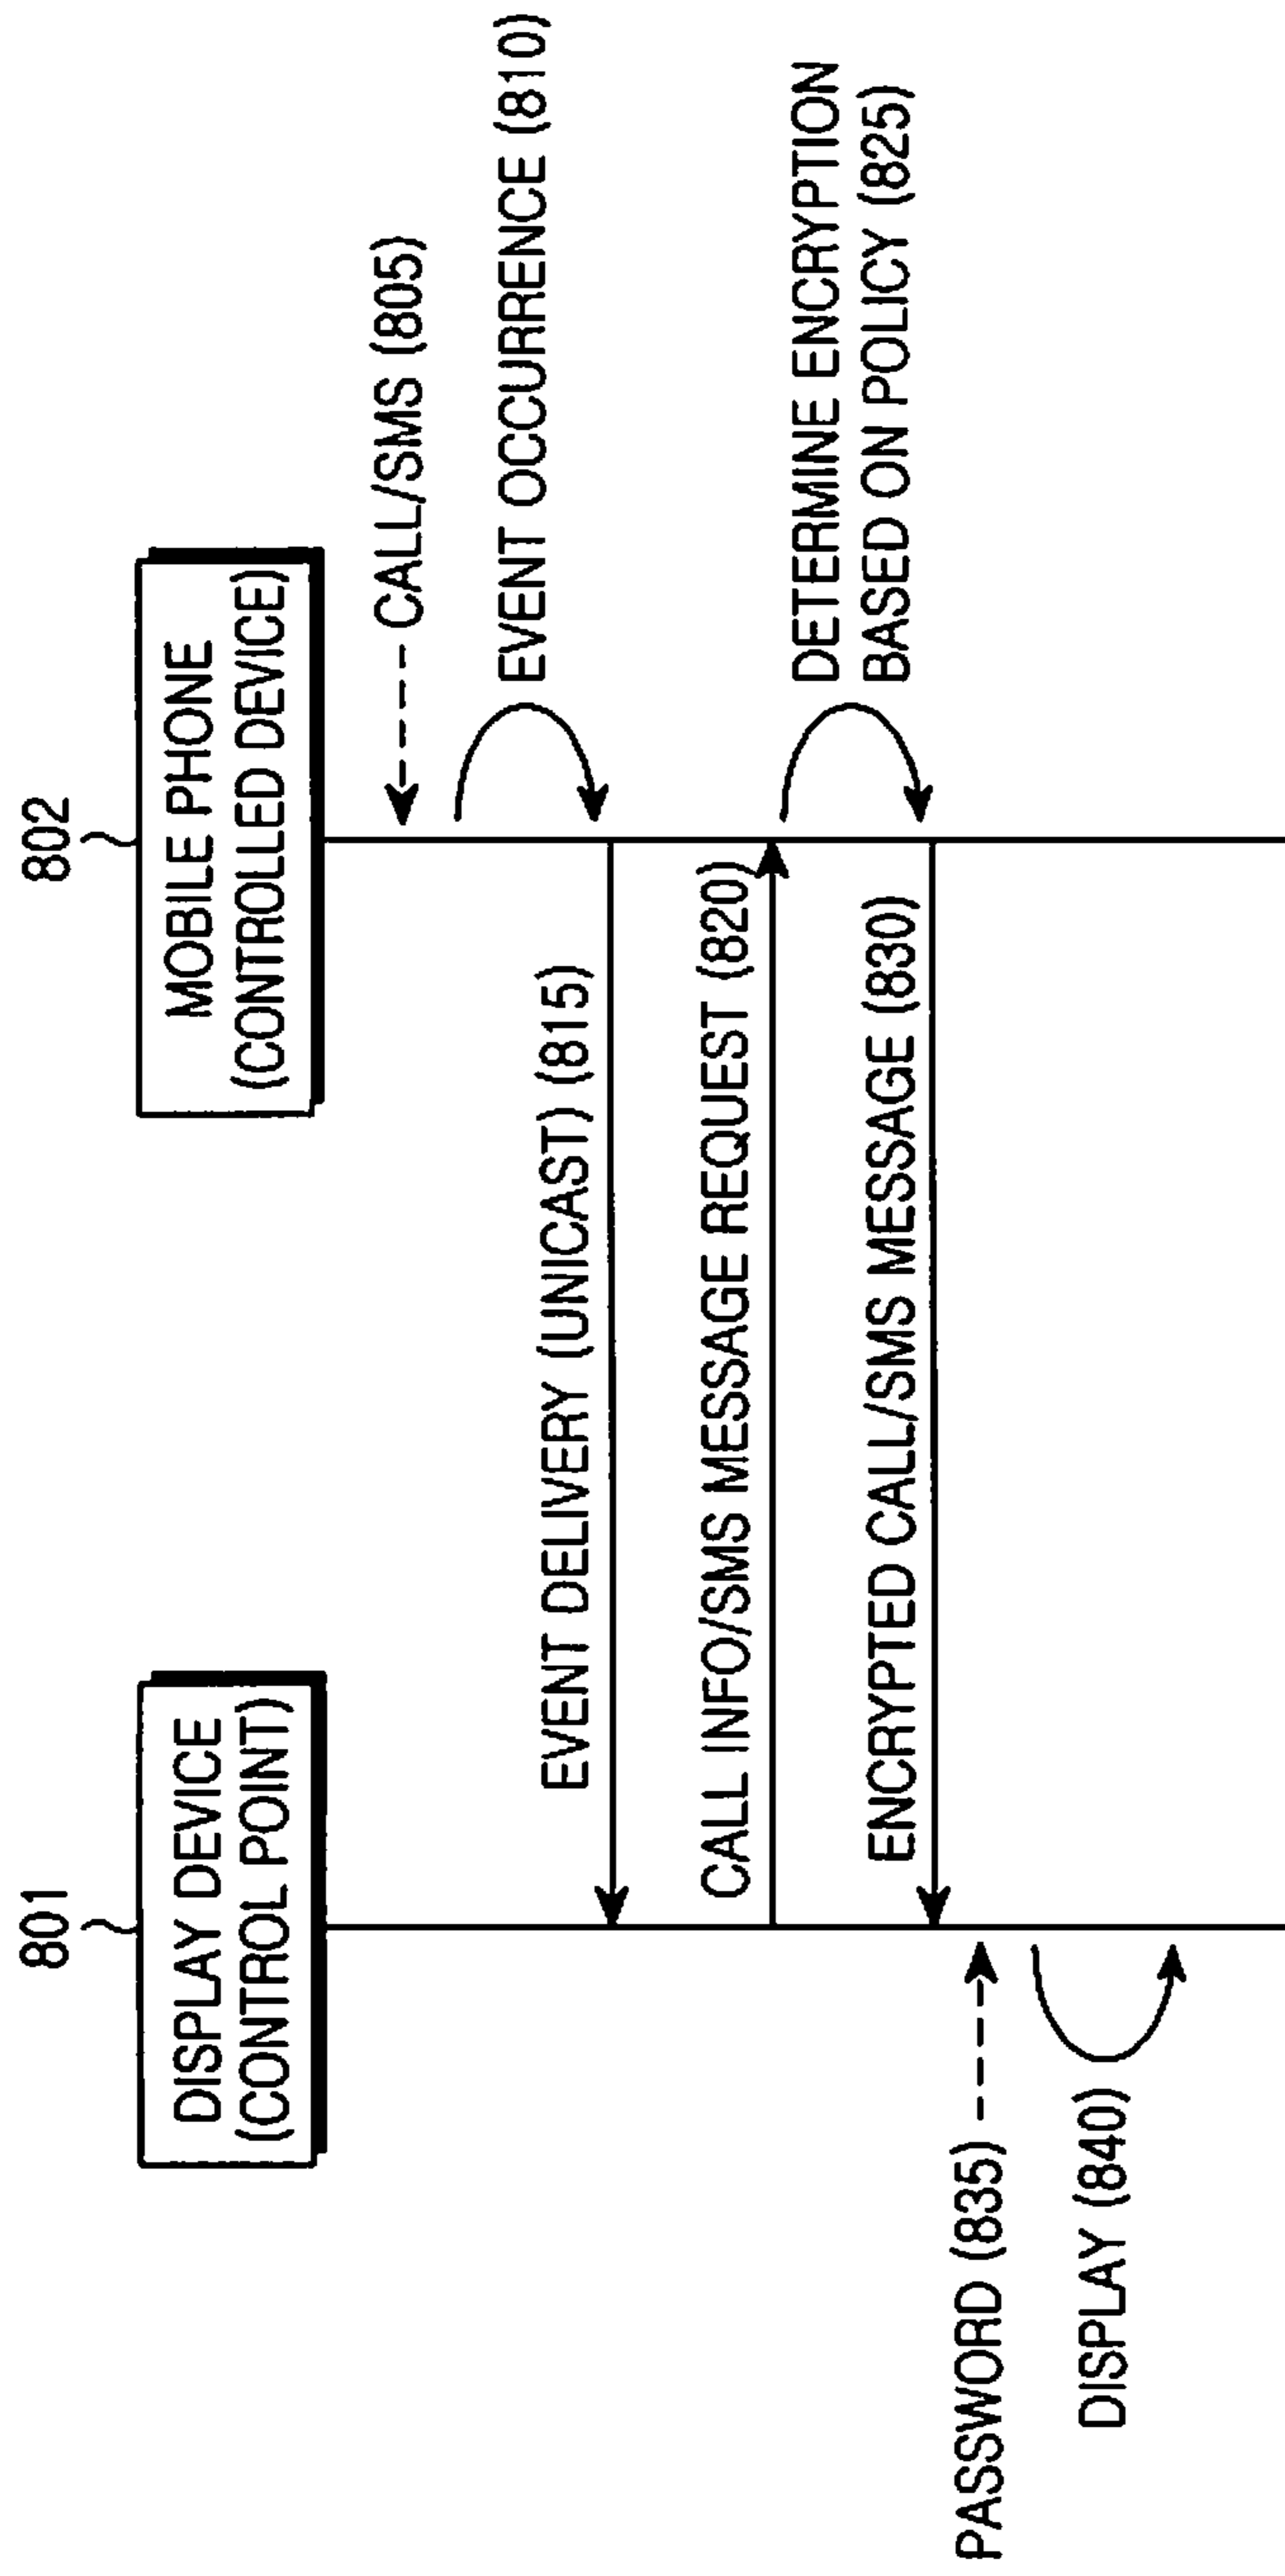 801
802
DISPLAY DEVICE
(CONTROL POINT)
MOBILE PHONE
(CONTROLLED DEVICE)
CALL/SMS (805)
EVENT OCCURRENCE (810)
EVENT DELIVERY (UNICAST) (815)
CALL INFO/SMS MESSAGE REQUEST (820)
DETERMINE ENCRYPTION
BASED ON POLICY (825)
ENCRYPTED CALL/SMS MESSAGE (830)
PASSWORD (835)
DISPLAY (840)